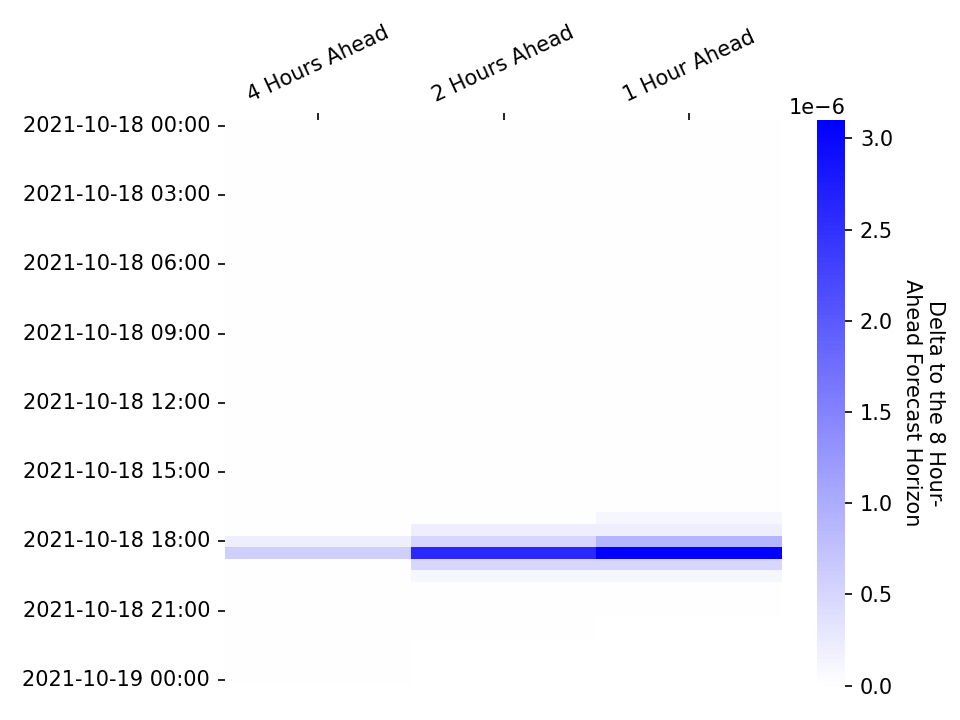 4 Hours Ahead
2 Hours Ahead
1 Hour Ahead
1e−6
2021-10-18 00:00
2021-10-18 03:00
2021-10-18 06:00
2021-10-18 09:00
2021-10-18 12:00
2021-10-18 15:00
2021-10-18 18:00
2021-10-18 21:00
2021-10-19 00:00
3.0
2.5
2.0
1.5
1.0
0.5
0.0
Delta to the 8 Hour-
Ahead Forecast Horizon